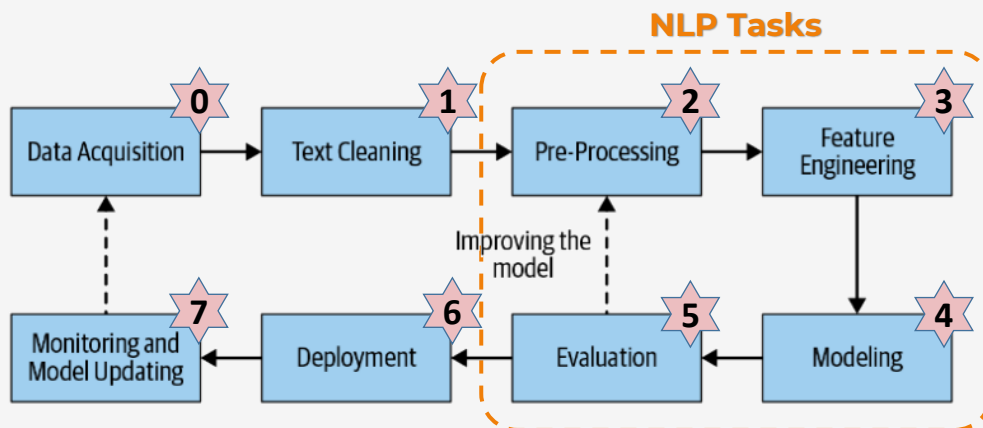 NLP Tasks
0
1
2
3
Data Acquisition
Text Cleaning
Pre-Processing
Feature
Engineering
Improving the
model
7
6
5
4
Monitoring and
Model Updating
Deployment
Evaluation
Modeling